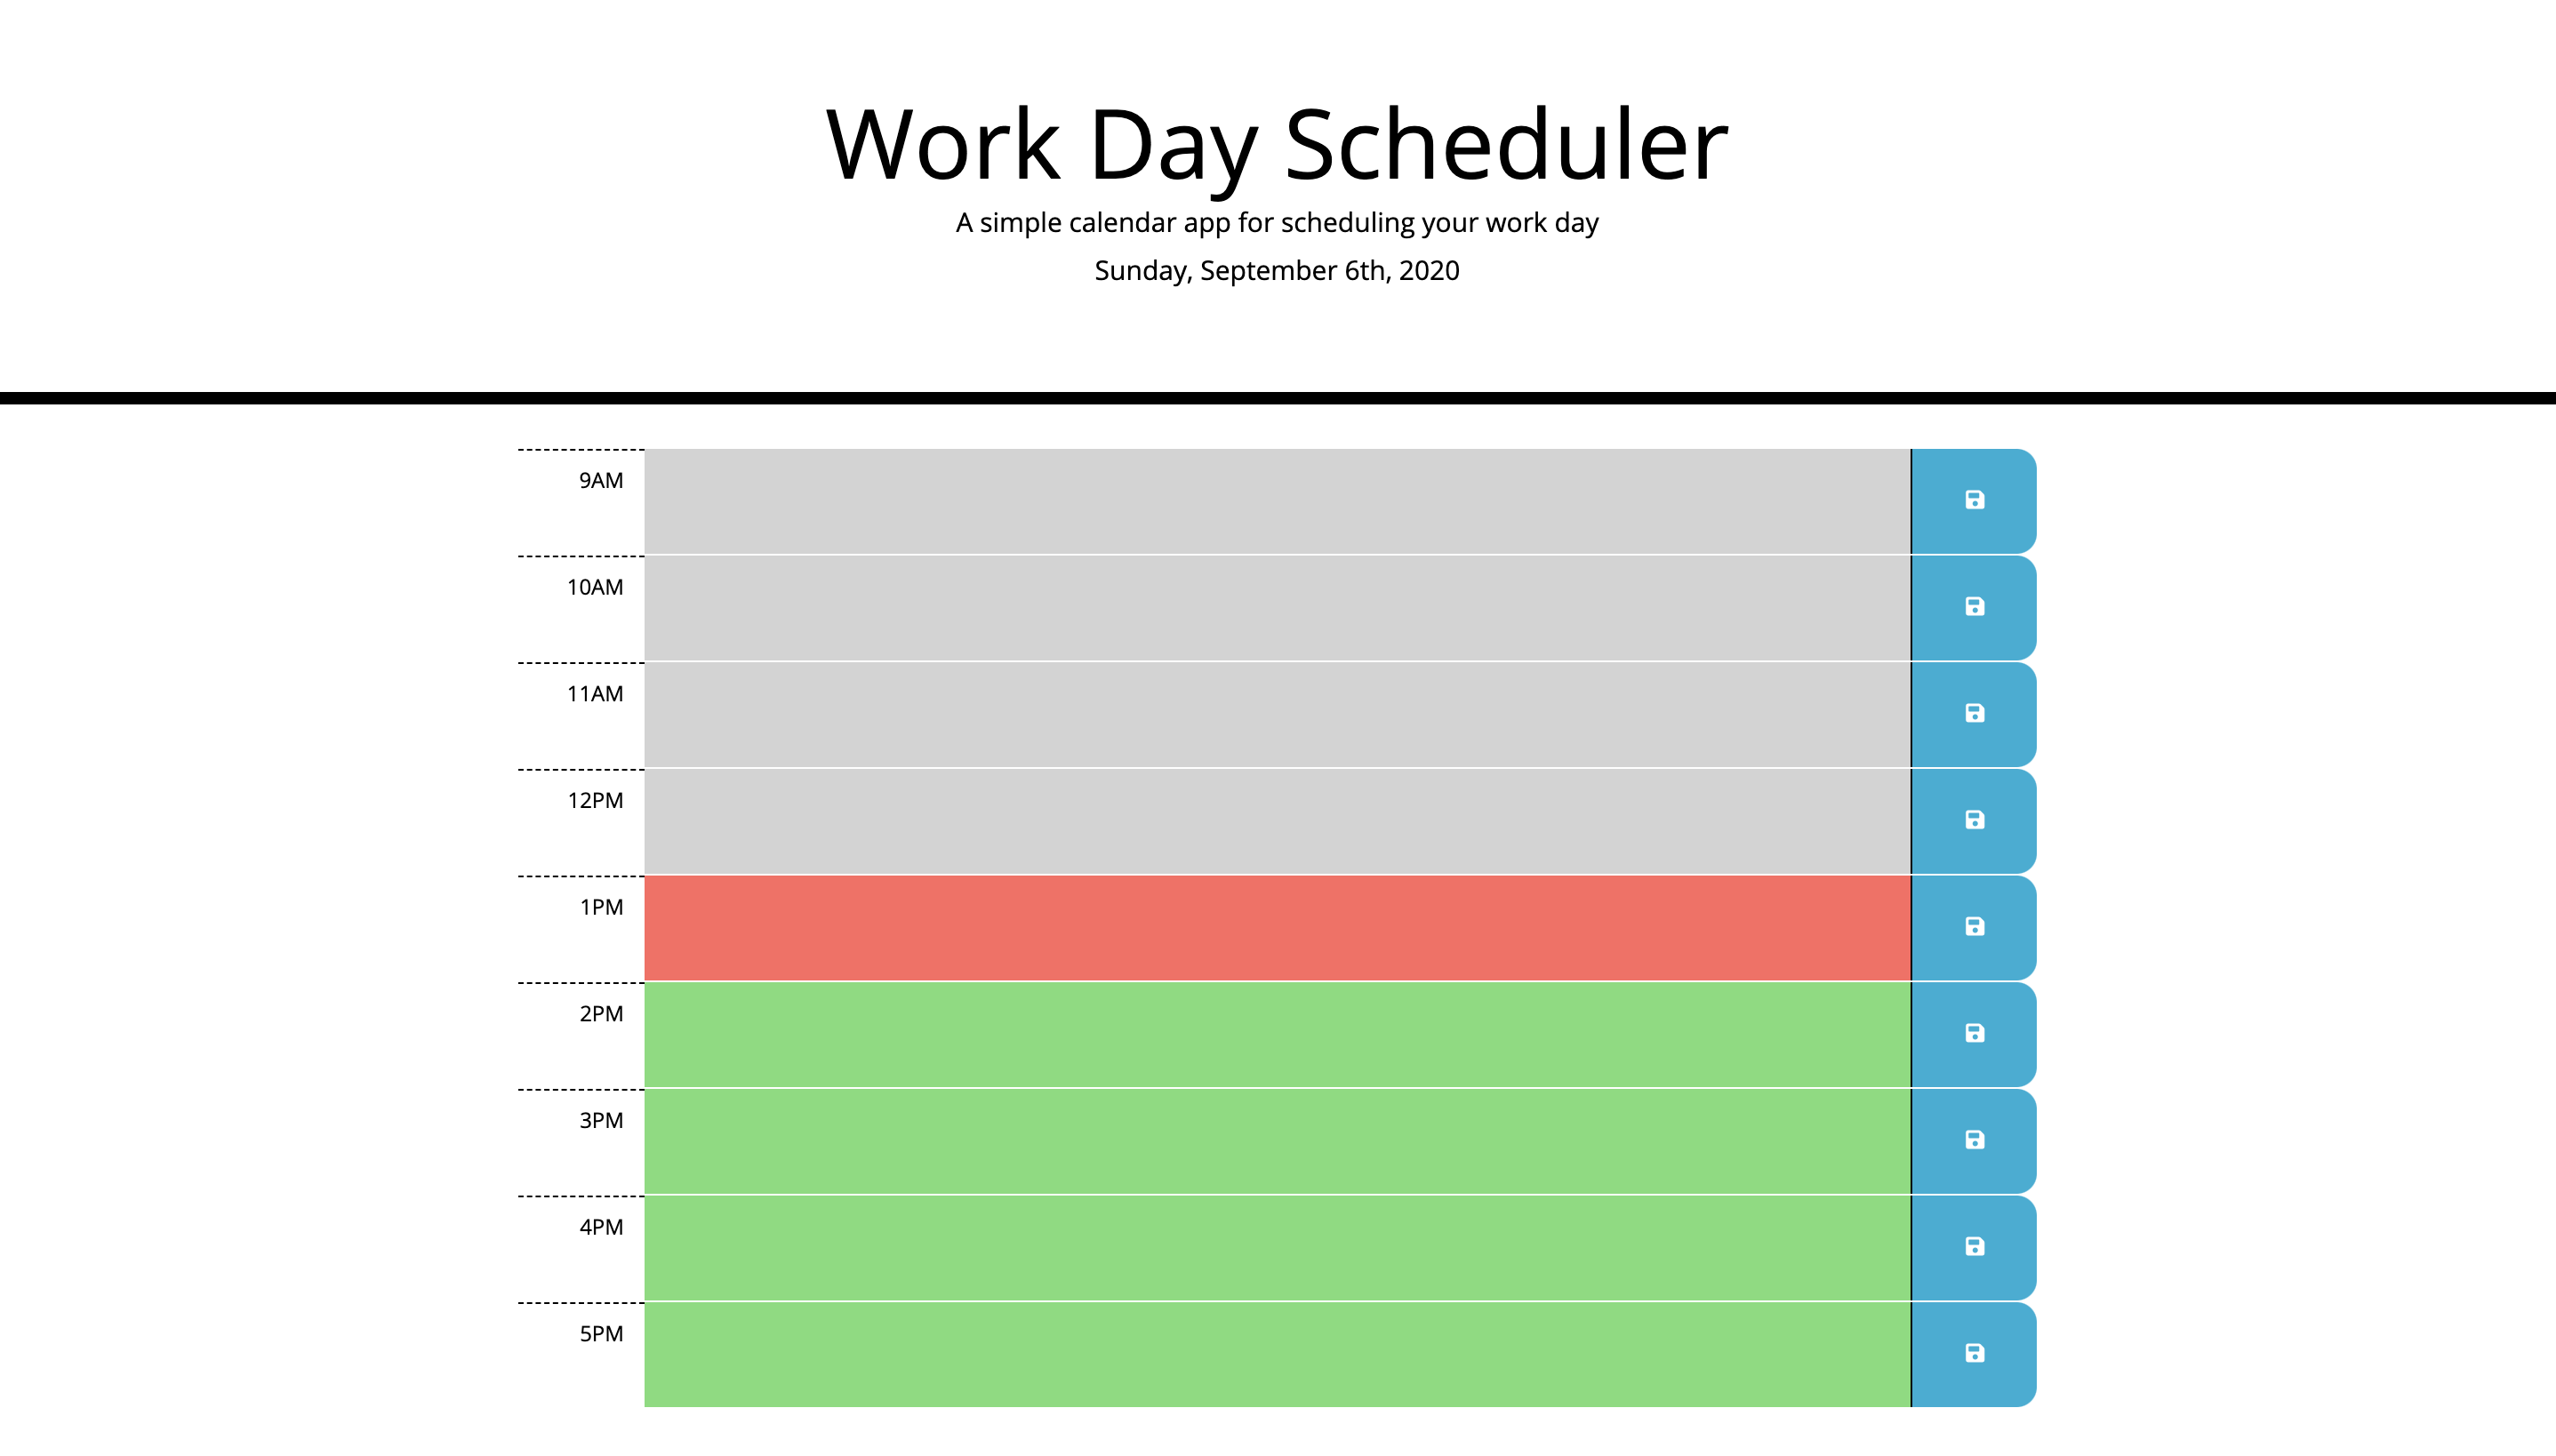 Work Day Scheduler
A simple calendar app for scheduling your work day
Sunday, September 6th, 2020
9AM
10AM
11AM
12PM
1PM
2PM
3PM
4PM
5PM